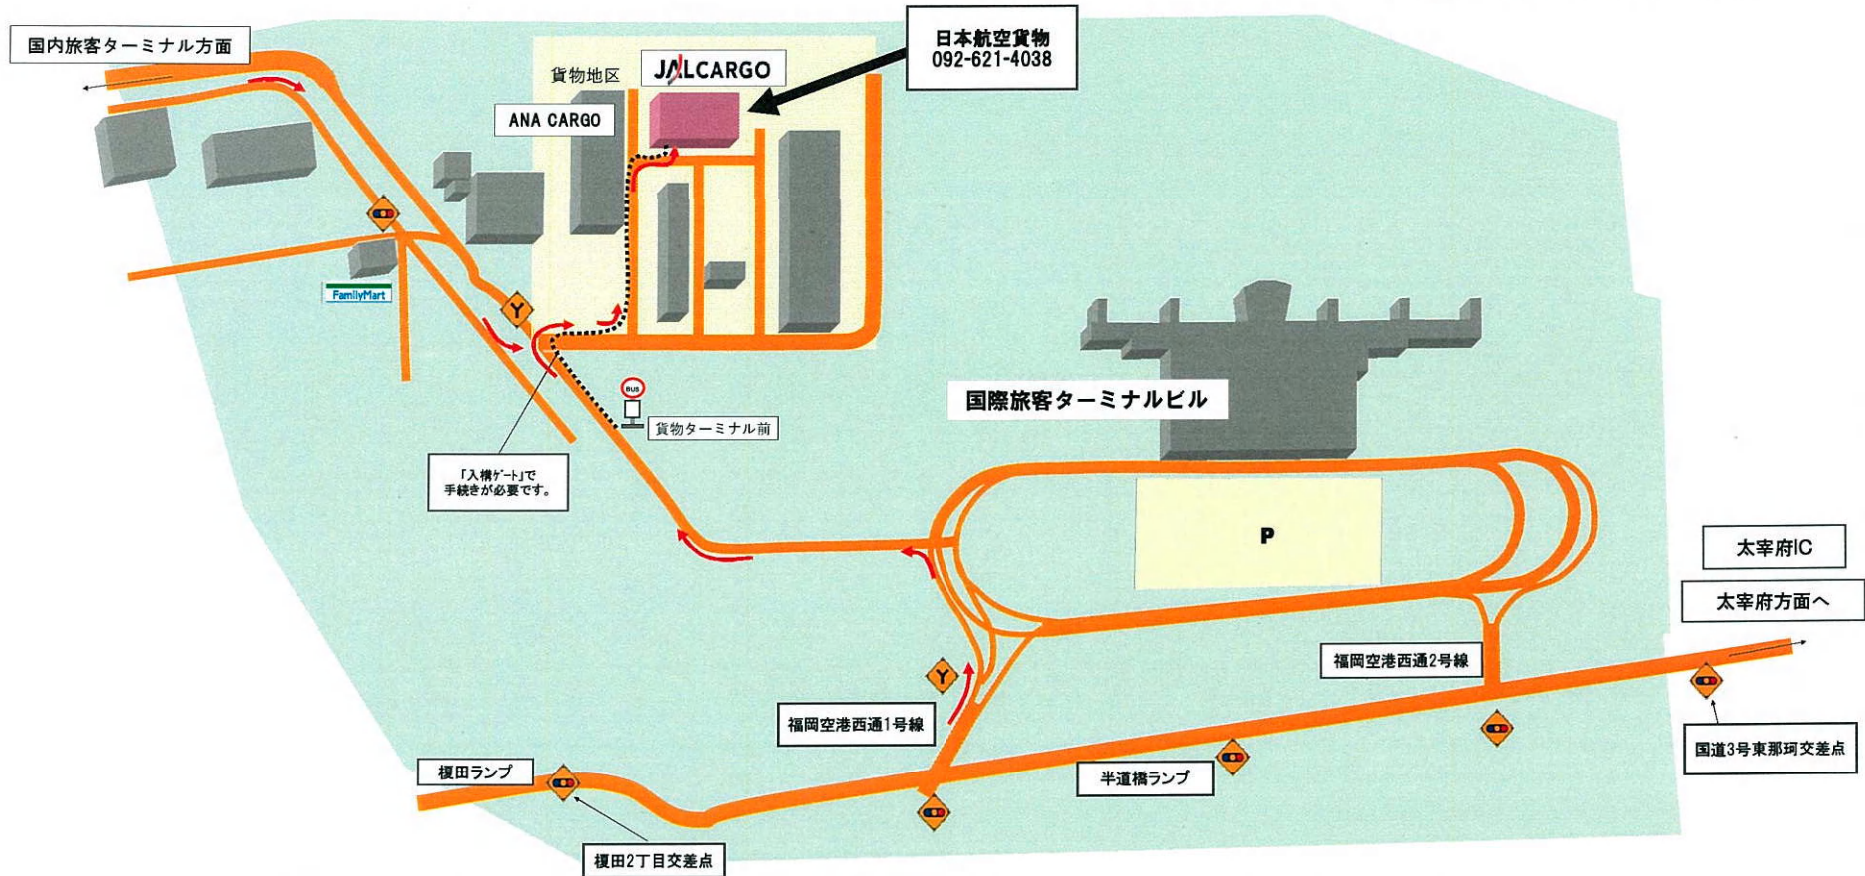 国内旅客ターミナル方面
貨物地区
JALCARGO
日本航空貨物
092-621-4038
ANA CARGO
FamilyMart
Y
BUS
貨物ターミナル前
「入構ｹﾞｰﾄ」で
手続きが必要です。
国際旅客ターミナルビル
P
太宰府IC
太宰府方面へ
福岡空港西通2号線
Y
福岡空港西通1号線
国道3号東那珂交差点
榎田ランプ
半道橋ランプ
榎田2丁目交差点